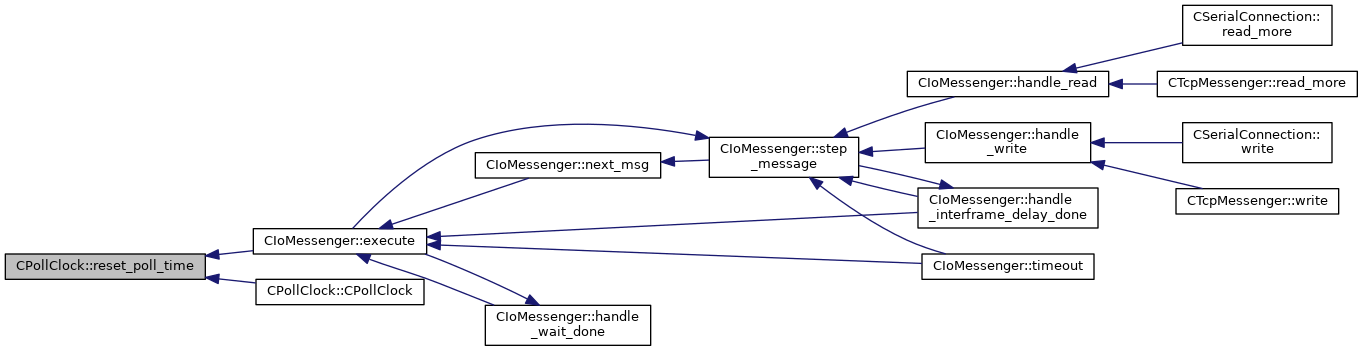 CSerialConnection::
read_more
CIoMessenger::handle_read
CTcpMessenger::read_more
CIoMessenger::handle
_write
CSerialConnection::
write
CIoMessenger::step
_message
CIoMessenger::next_msg
CIoMessenger::handle
_interframe_delay_done
CTcpMessenger::write
CIoMessenger::execute
CPollClock::reset_poll_time
CIoMessenger::timeout
CPollClock::CPollClock
CIoMessenger::handle
_wait_done